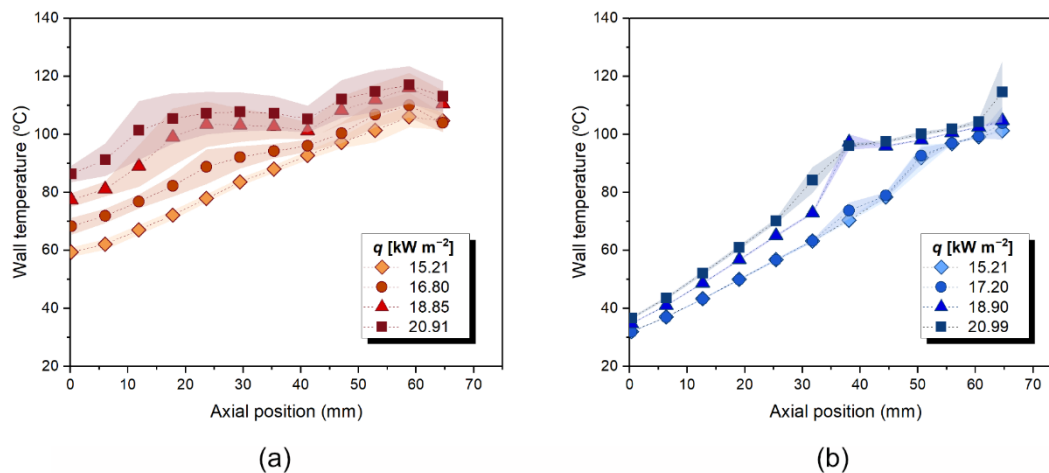 140
120
100
80
60
40
20
Wall temperature (ºC)
q [kW m⁻²]
15.21
16.80
18.85
20.91
0 10 20 30 40 50 60 70
Axial position (mm)
(a)
140
120
100
80
60
40
20
Wall temperature (ºC)
q [kW m⁻²]
15.21
17.20
18.90
20.99
0 10 20 30 40 50 60 70
Axial position (mm)
(b)